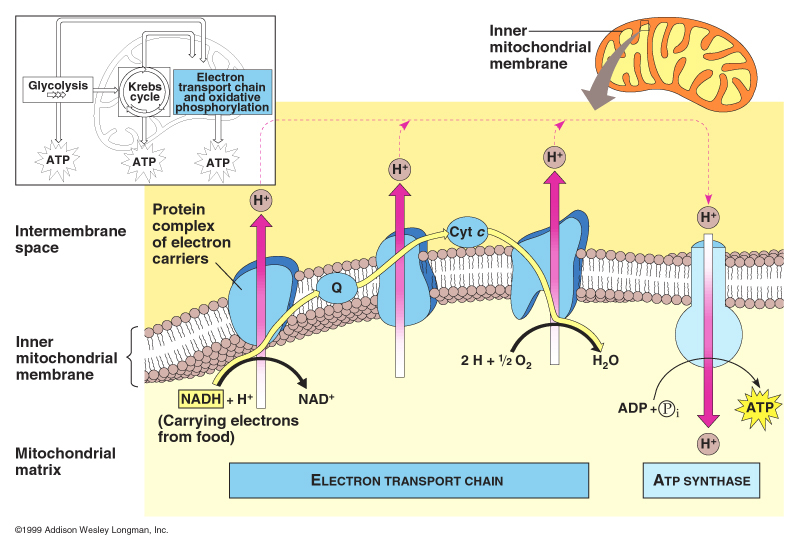 Glycolysis
Krebs
cycle
Electron
transport chain
and oxidative
phosphorylation
ATP
ATP
ATP
Inner
mitochondrial
membrane
H+
H+
H+
H+
Intermembrane
space
Protein
complex
of electron
carriers
Q
Cyt c
Inner
mitochondrial
membrane
NADH + H+
NAD+
(Carrying electrons
from food)
2 H + ½ O2
H2O
ADP + Pi
ATP
H+
Mitochondrial
matrix
ELECTRON TRANSPORT CHAIN
ATP SYNTHASE
©1999 Addison Wesley Longman, Inc.